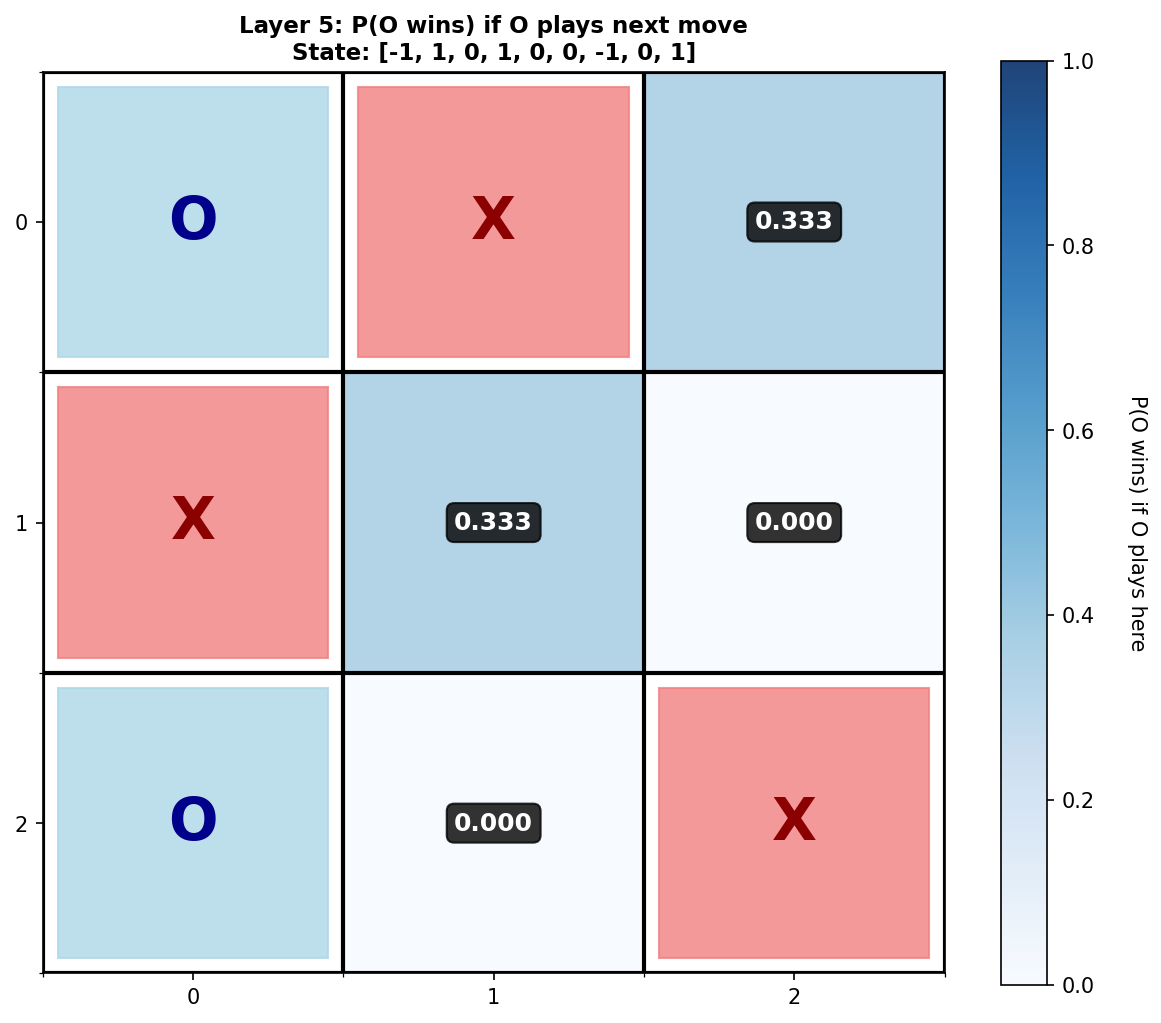 Layer 5: P(O wins) if O plays next move
State: [-1, 1, 0, 1, 0, 0, -1, 0, 1]
O
X
0.333
X
0.333
0.000
O
0.000
X
0
1
2
0
1
2
1.0
0.8
0.6
0.4
0.2
0.0
P(O wins) if O plays here